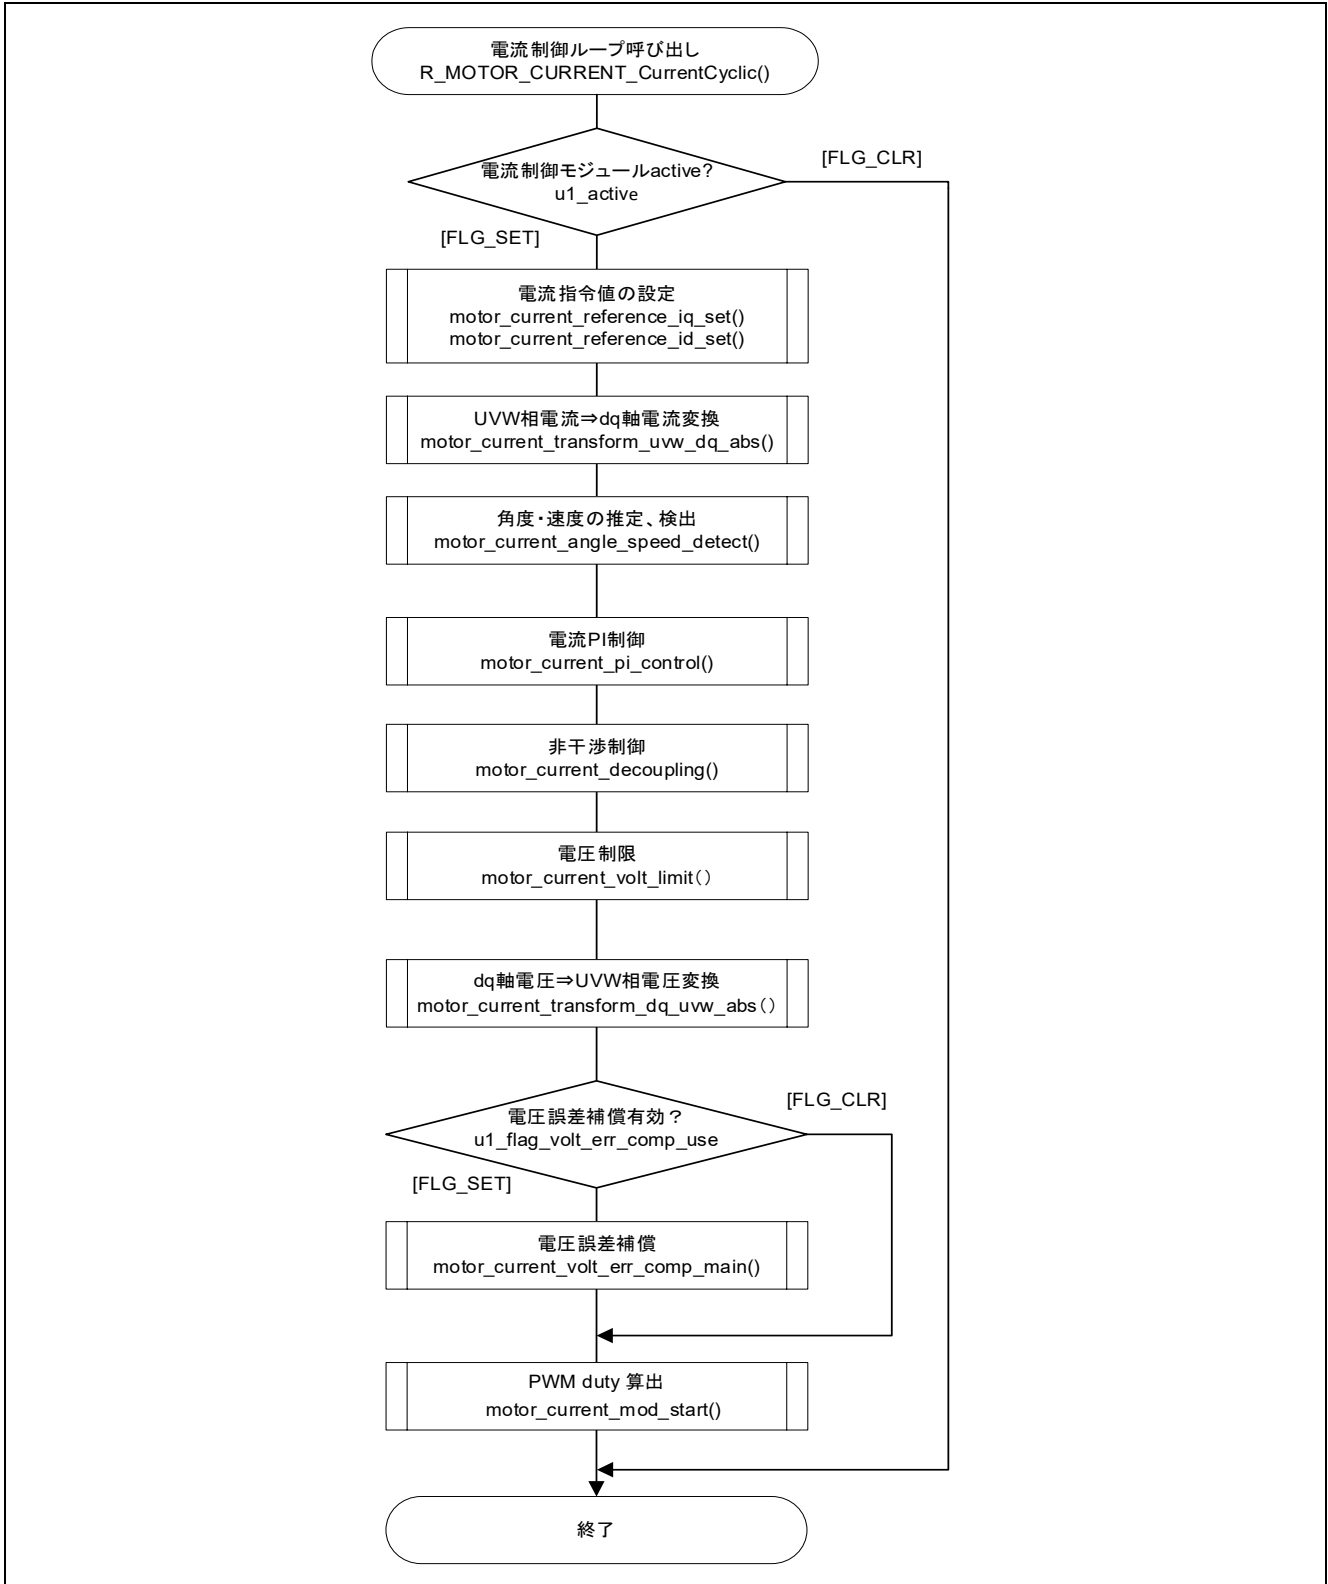 電流制御ループ呼び出し
R_MOTOR_CURRENT_CurrentCyclic()
[FLG_CLR]
電流制御モジュールactive?
u1_active
[FLG_SET]
電流指令値の設定
motor_current_reference_iq_set()
motor_current_reference_id_set()
UVW相電流⇒dq軸電流変換
motor_current_transform_uvw_dq_abs()
角度・速度の推定、検出
motor_current_angle_speed_detect()
電流PI制御
motor_current_pi_control()
非干渉制御
motor_current_decoupling()
電圧制限
motor_current_volt_limit()
dq軸電圧⇒UVW相電圧変換
motor_current_transform_dq_uvw_abs()
[FLG_CLR]
電圧誤差補償有効?
u1_flag_volt_err_comp_use
[FLG_SET]
電圧誤差補償
motor_current_volt_err_comp_main()
PWM duty 算出
motor_current_mod_start()
終了